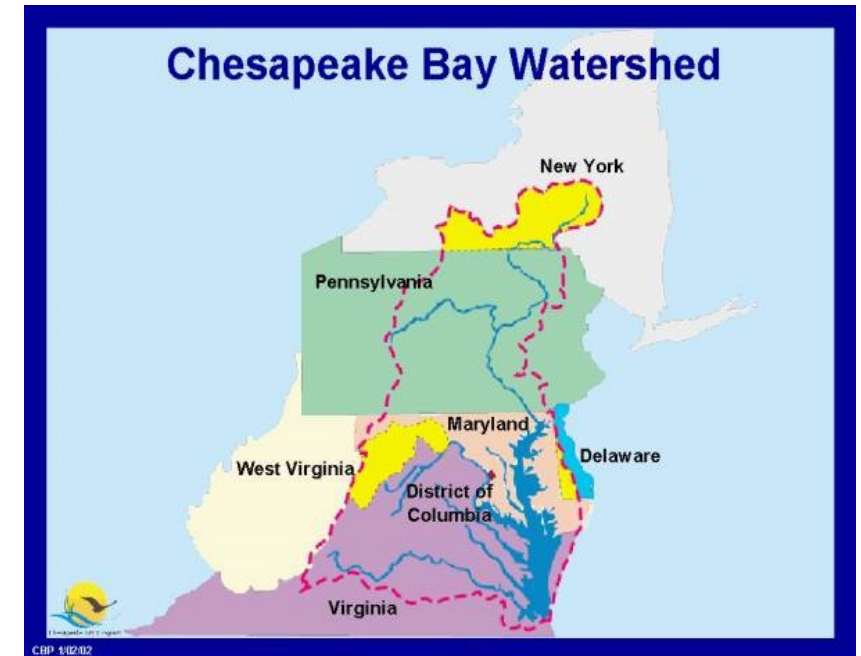 Chesapeake Bay Watershed
New York
Pennsylvania
Maryland
Delaware
West Virginia
District of
Columbia
Virginia
CBP 1/02/02